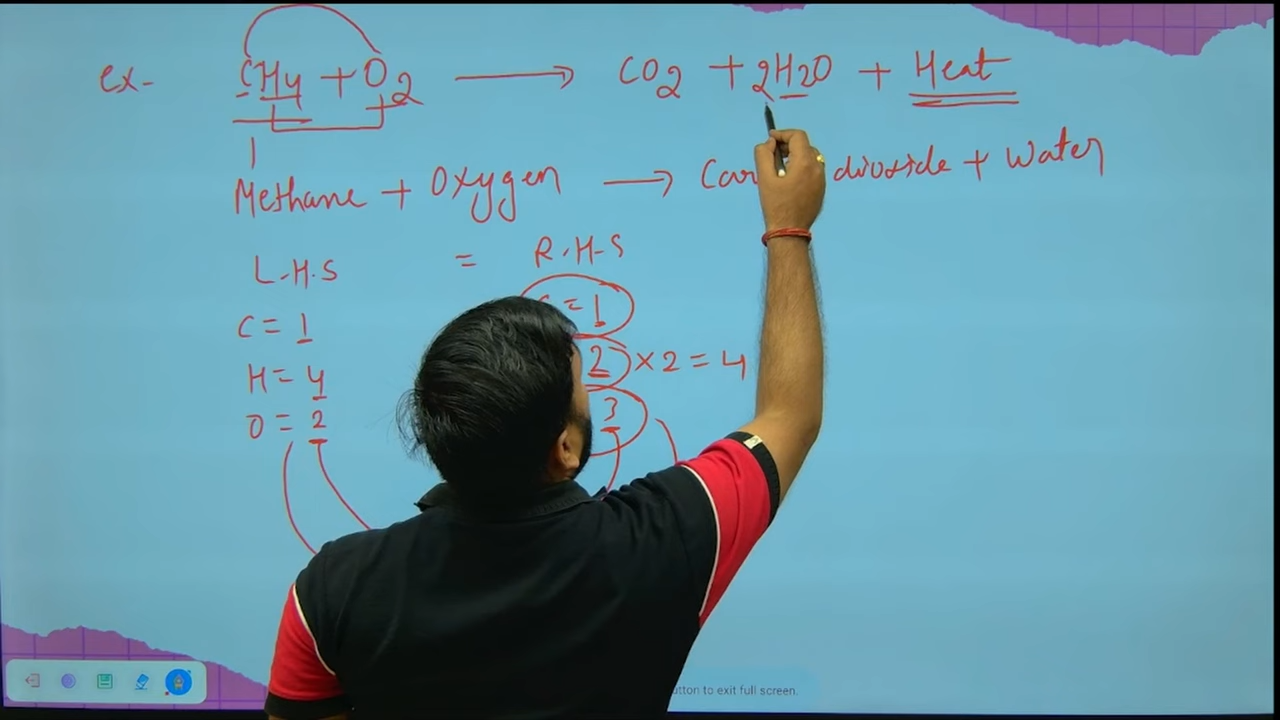 ex- CH4 + O2 → CO2 + 2H2O + Heat
Methane + Oxygen → Car dioxide + Water
L.H.S = R.H.S
C = 1 = 1
H = 4 2 × 2 = 4
O = 2 3
utton to exit full screen.